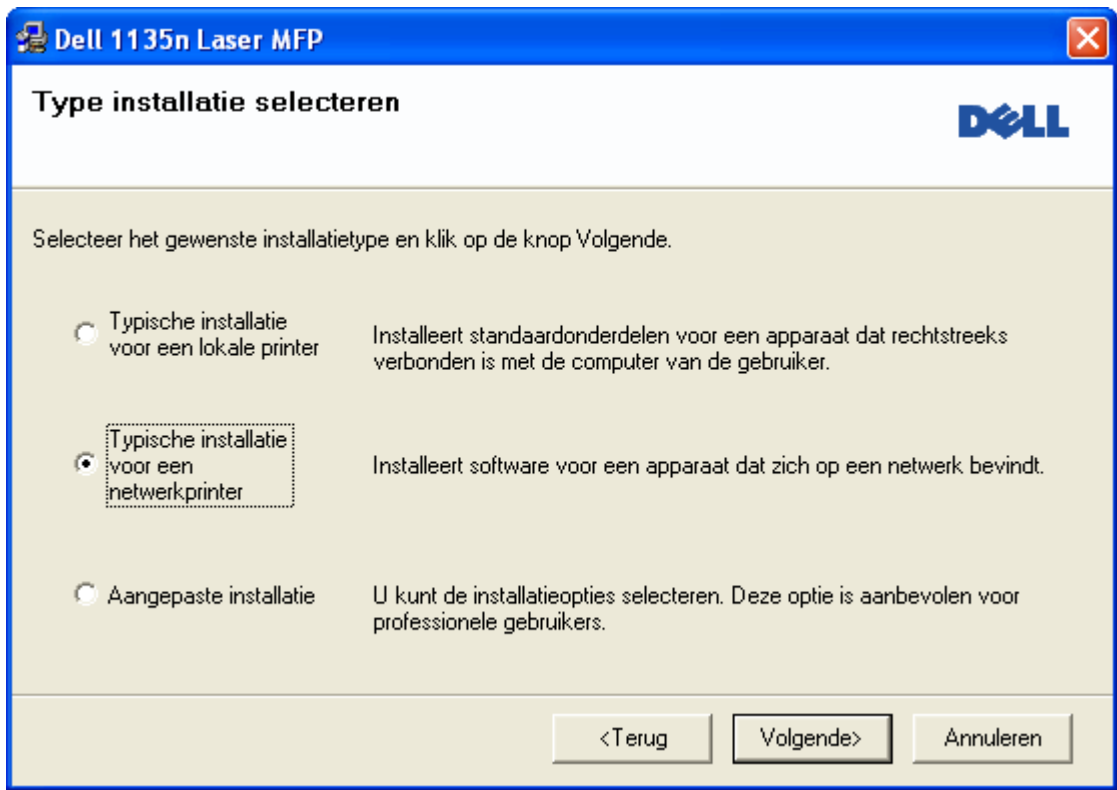 Dell 1135n Laser MFP
Type installatie selecteren
DELL
Selecteer het gewenste installatietype en klik op de knop Volgende.
Typische installatie
voor een lokale printer
Installeert standaardonderdelen voor een apparaat dat rechtstreeks
verbonden is met de computer van de gebruiker.
Typische installatie
voor een
netwerkprinter
Installeert software voor een apparaat dat zich op een netwerk bevindt.
Aangepaste installatie
U kunt de installatieopties selecteren. Deze optie is aanbevolen voor
professionele gebruikers.
<Terug
Volgende>
Annuleren